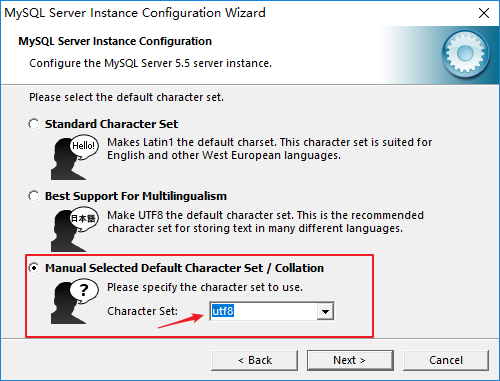 MySQL Server Instance Configuration Wizard
MySQL Server Instance Configuration
Configure the MySQL Server 5.5 server instance.
Please select the default character set.
Standard Character Set
Hello!
Makes Latin1 the default charset. This character set is suited for
English and other West European languages.
Best Support For Multilingualism
日本語
Make UTF8 the default character set. This is the recommended
character set for storing text in many different languages.
Manual Selected Default Character Set / Collation
?
Please specify the character set to use.
Character Set: utf8
< Back Next > Cancel